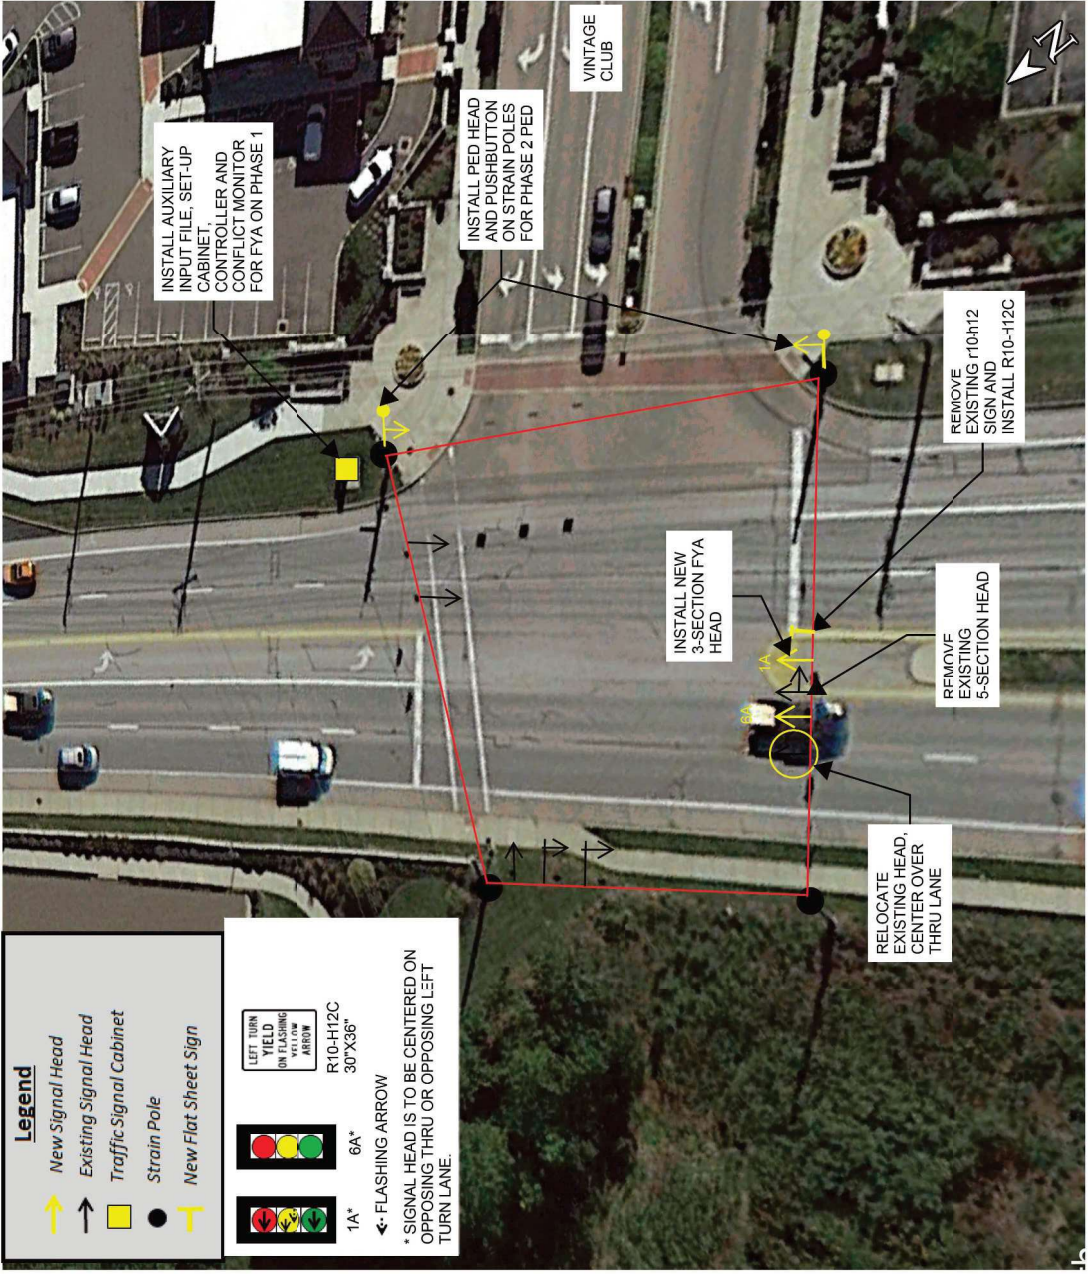 Legend
New Signal Head
Existing Signal Head
Traffic Signal Cabinet
Strain Pole
New Flat Sheet Sign
LEFT TURN
YIELD
ON FLASHING
YELLOW
ARROW
R10-H12C
30"X36"
1A*
6A*
FLASHING ARROW
* SIGNAL HEAD IS TO BE CENTERED ON
OPPOSING THRU OR OPPOSING LEFT
TURN LANE.
INSTALL AUXILIARY
INPUT FILE, SET-UP
CABINET,
CONTROLLER AND
CONFLICT MONITOR
FOR FYA ON PHASE 1
INSTALL PED HEAD
AND PUSHBUTTON
ON STRAIN POLES
FOR PHASE 2 PED
VINTAGE
CLUB
N
REMOVE
EXISTING r10-h12
SIGN AND
INSTALL R10-H12C
INSTALL NEW
3-SECTION FYA
HEAD
1A
6A
REMOVE
EXISTING
5-SECTION HEAD
RELOCATE
EXISTING HEAD,
CENTER OVER
THRU LANE